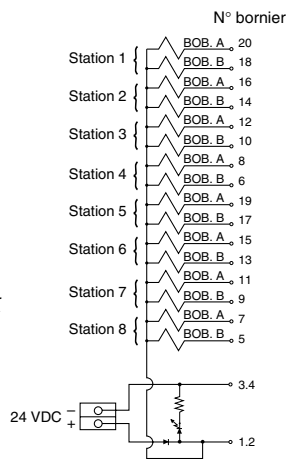 N° bornier
Station 1 BOB. A 20
BOB. B 18
Station 2 BOB. A 16
BOB. B 14
Station 3 BOB. A 12
BOB. B 10
Station 4 BOB. A 8
BOB. B 6
Station 5 BOB. A 19
BOB. B 17
Station 6 BOB. A 15
BOB. B 13
Station 7 BOB. A 11
BOB. B 9
Station 8 BOB. A 7
BOB. B 5
3.4
24 VDC – +
1.2